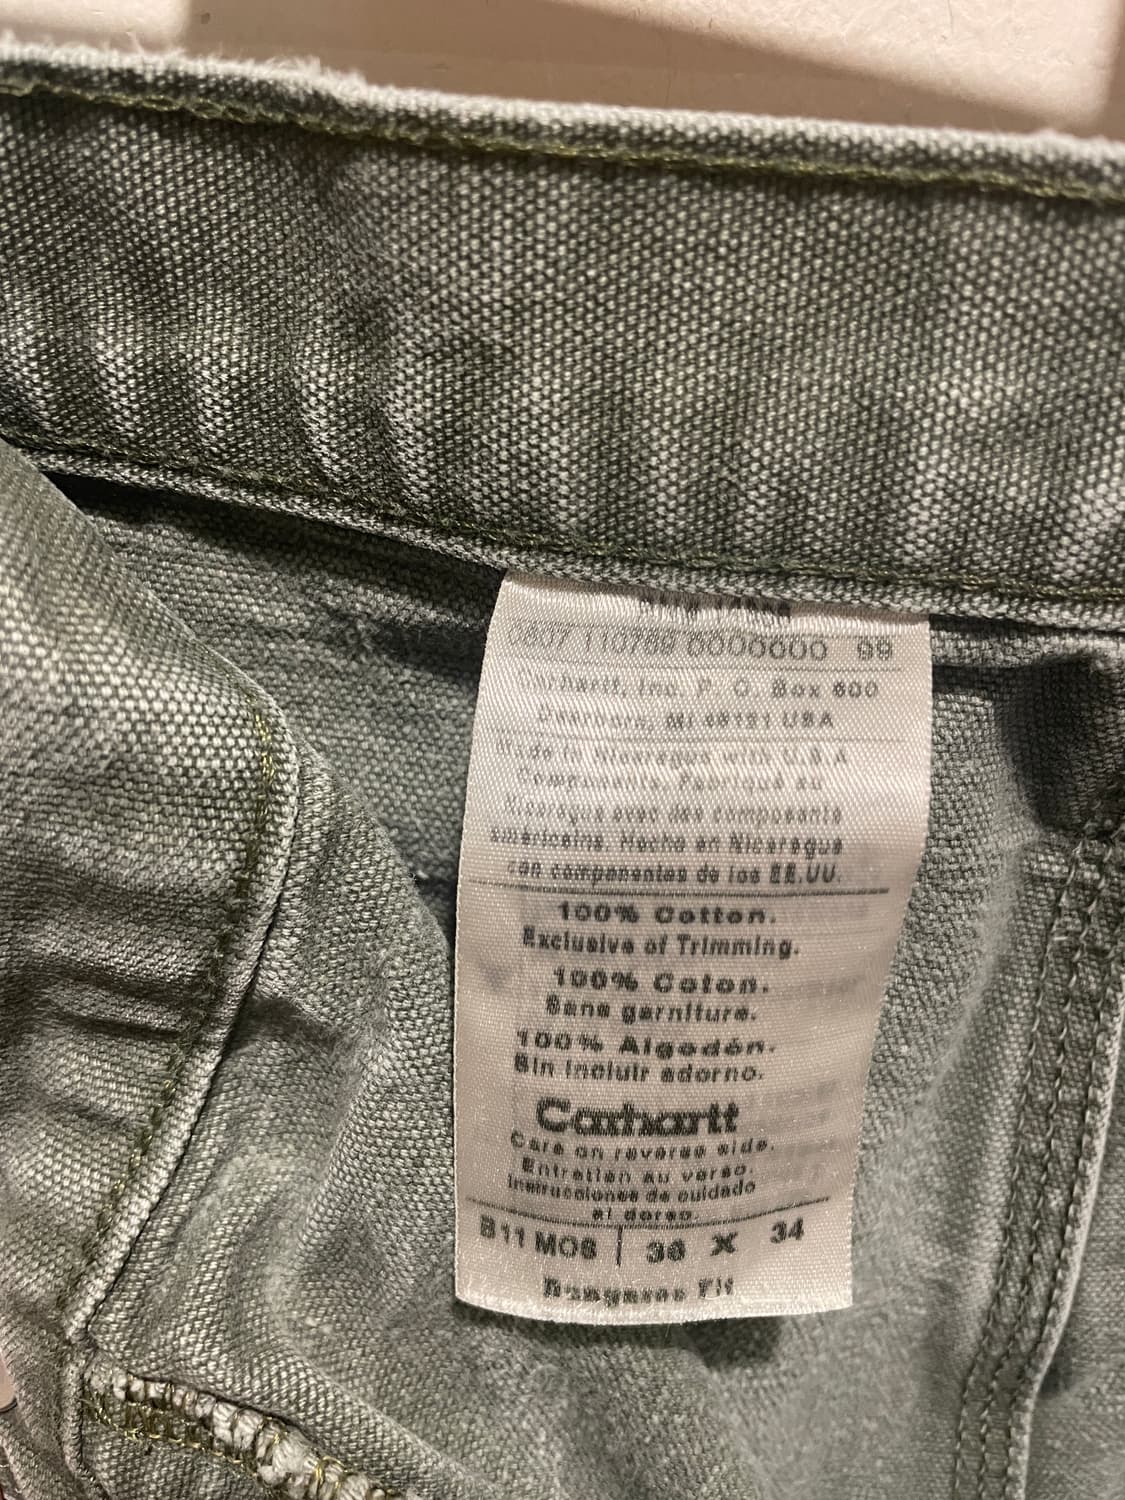 0807 110789 0000000 99
Carhartt, Inc. P. O. Box 600
Dearborn, MI 48121 USA
Made in Nicaragua with U.S.A
Components. Fabriqué au
Nicaragua avec des composants
américains. Hecho en Nicaragua
con componentes de los EE.UU.
100% Cotton.
Exclusive of Trimming.
100% Coton.
Sans garniture.
100% Algodón.
Sin incluir adorno.
Carhartt
Care on reverse side.
Entretien au verso.
Instrucciones de cuidado
al dorso.
B11 MOS | 36 X 34
Dungaree Fit